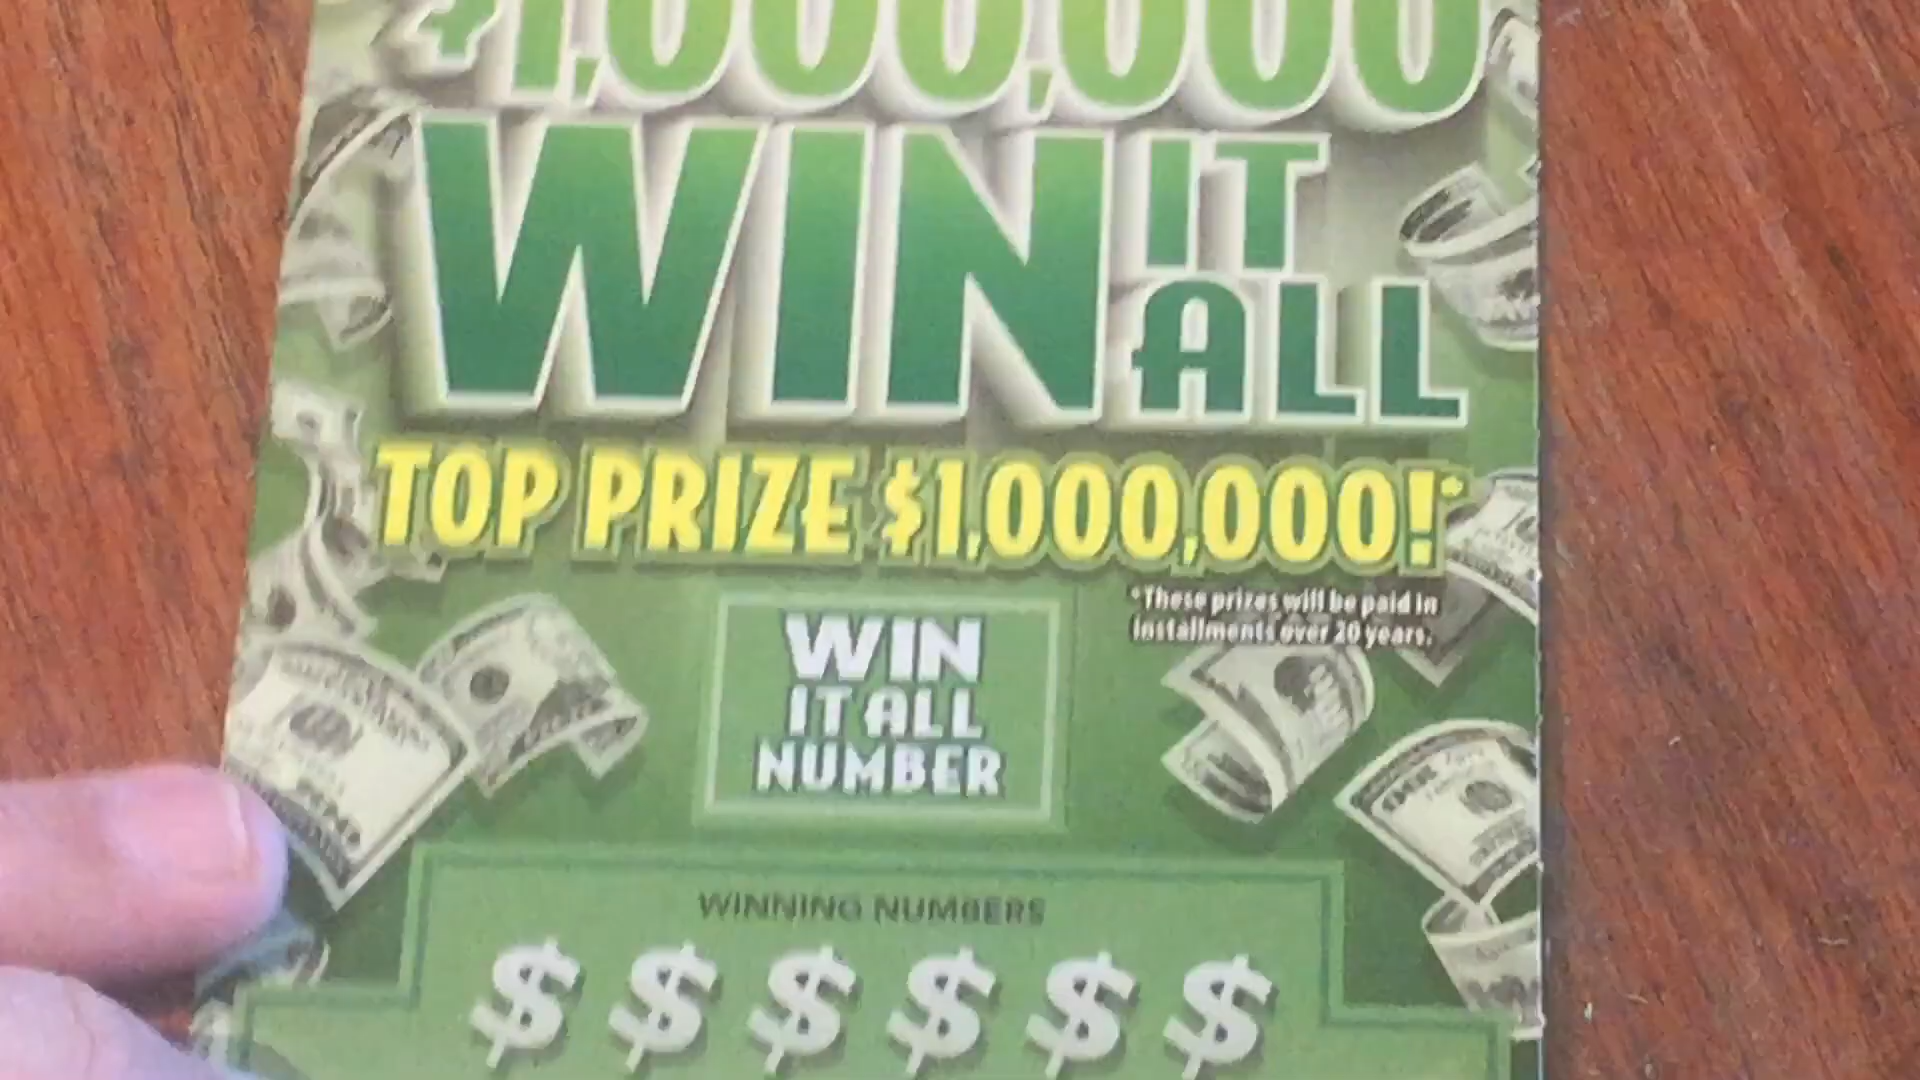 $1,000,000
WIN IT ALL
TOP PRIZE $1,000,000!*
*These prizes will be paid in
installments over 20 years.
WIN
IT ALL
NUMBER
WINNING NUMBERS
$ $ $ $ $ $